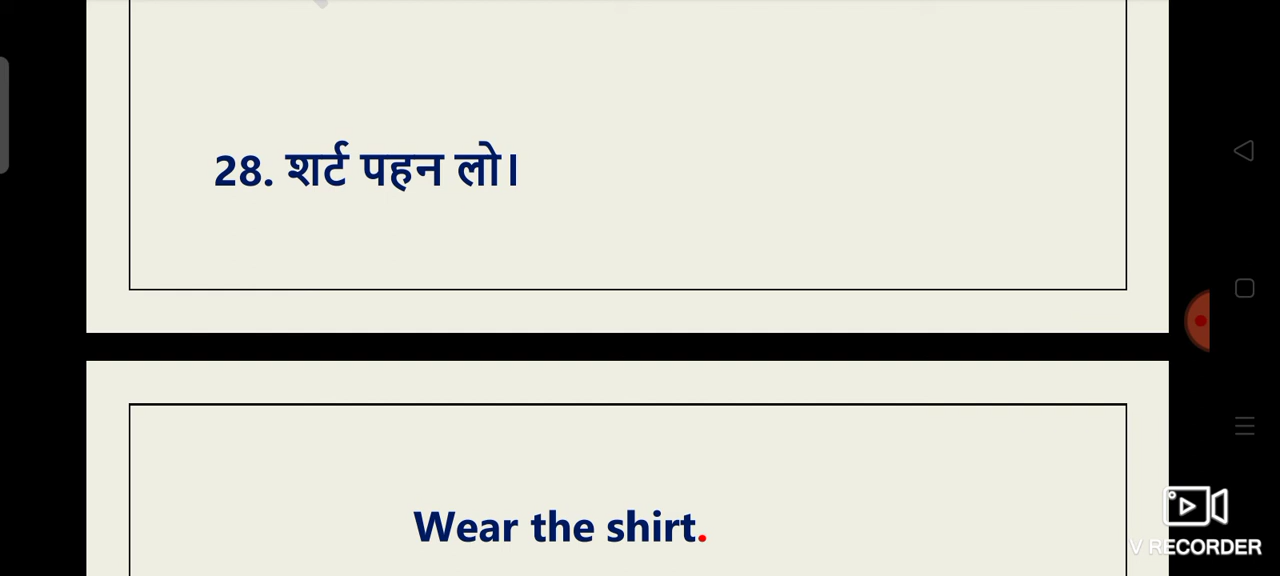 28. शर्ट पहन लो।
Wear the shirt.
V RECORDER